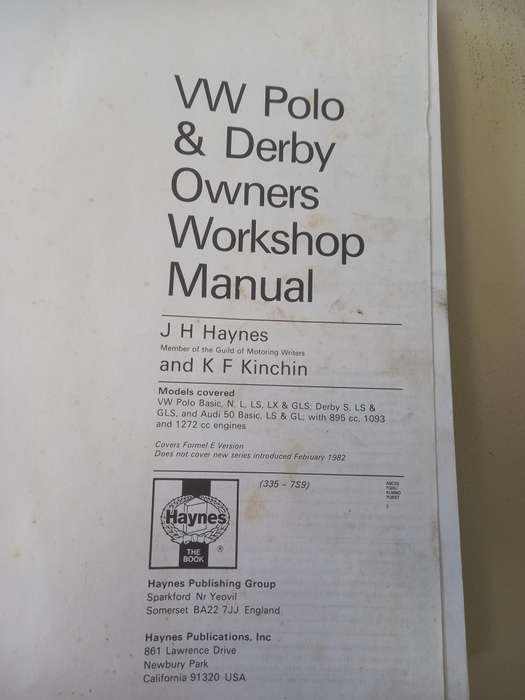 VW Polo
& Derby
Owners
Workshop
Manual
J H Haynes
Member of the Guild of Motoring Writers
and K F Kinchin
Models covered
VW Polo Basic, N, L, LS, LX & GLS; Derby S, LS &
GLS, and Audi 50 Basic, LS & GL; with 895 cc, 1093
and 1272 cc engines
Covers Formel E Version
Does not cover new series introduced February 1982
(335 - 7S9)
Haynes
®
THE
BOOK
Haynes Publishing Group
Sparkford Nr Yeovil
Somerset BA22 7JJ England
Haynes Publications, Inc
861 Lawrence Drive
Newbury Park
California 91320 USA